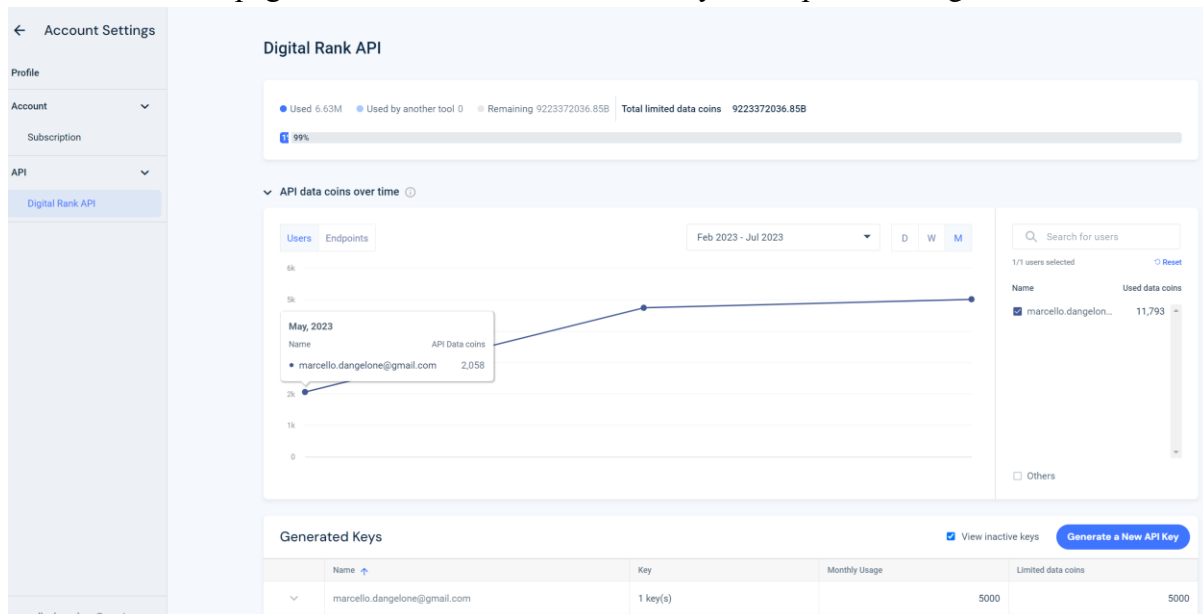 ← Account Settings
Profile
Account
Subscription
API
Digital Rank API
Digital Rank API
Used 6.63M Used by another tool 0 Remaining 9223372036.85B Total limited data coins 9223372036.85B
99%
API data coins over time
Users Endpoints
Feb 2023 - Jul 2023
D W M
6k
5k
2k
1k
0
May, 2023
Name API Data coins
marcello.dangelone@gmail.com 2,058
Search for users
1/1 users selected Reset
Name Used data coins
marcello.dangelon... 11,793
Others
Generated Keys
View inactive keys Generate a New API Key
Name Key Monthly Usage Limited data coins
marcello.dangelone@gmail.com 1 key(s) 5000 5000